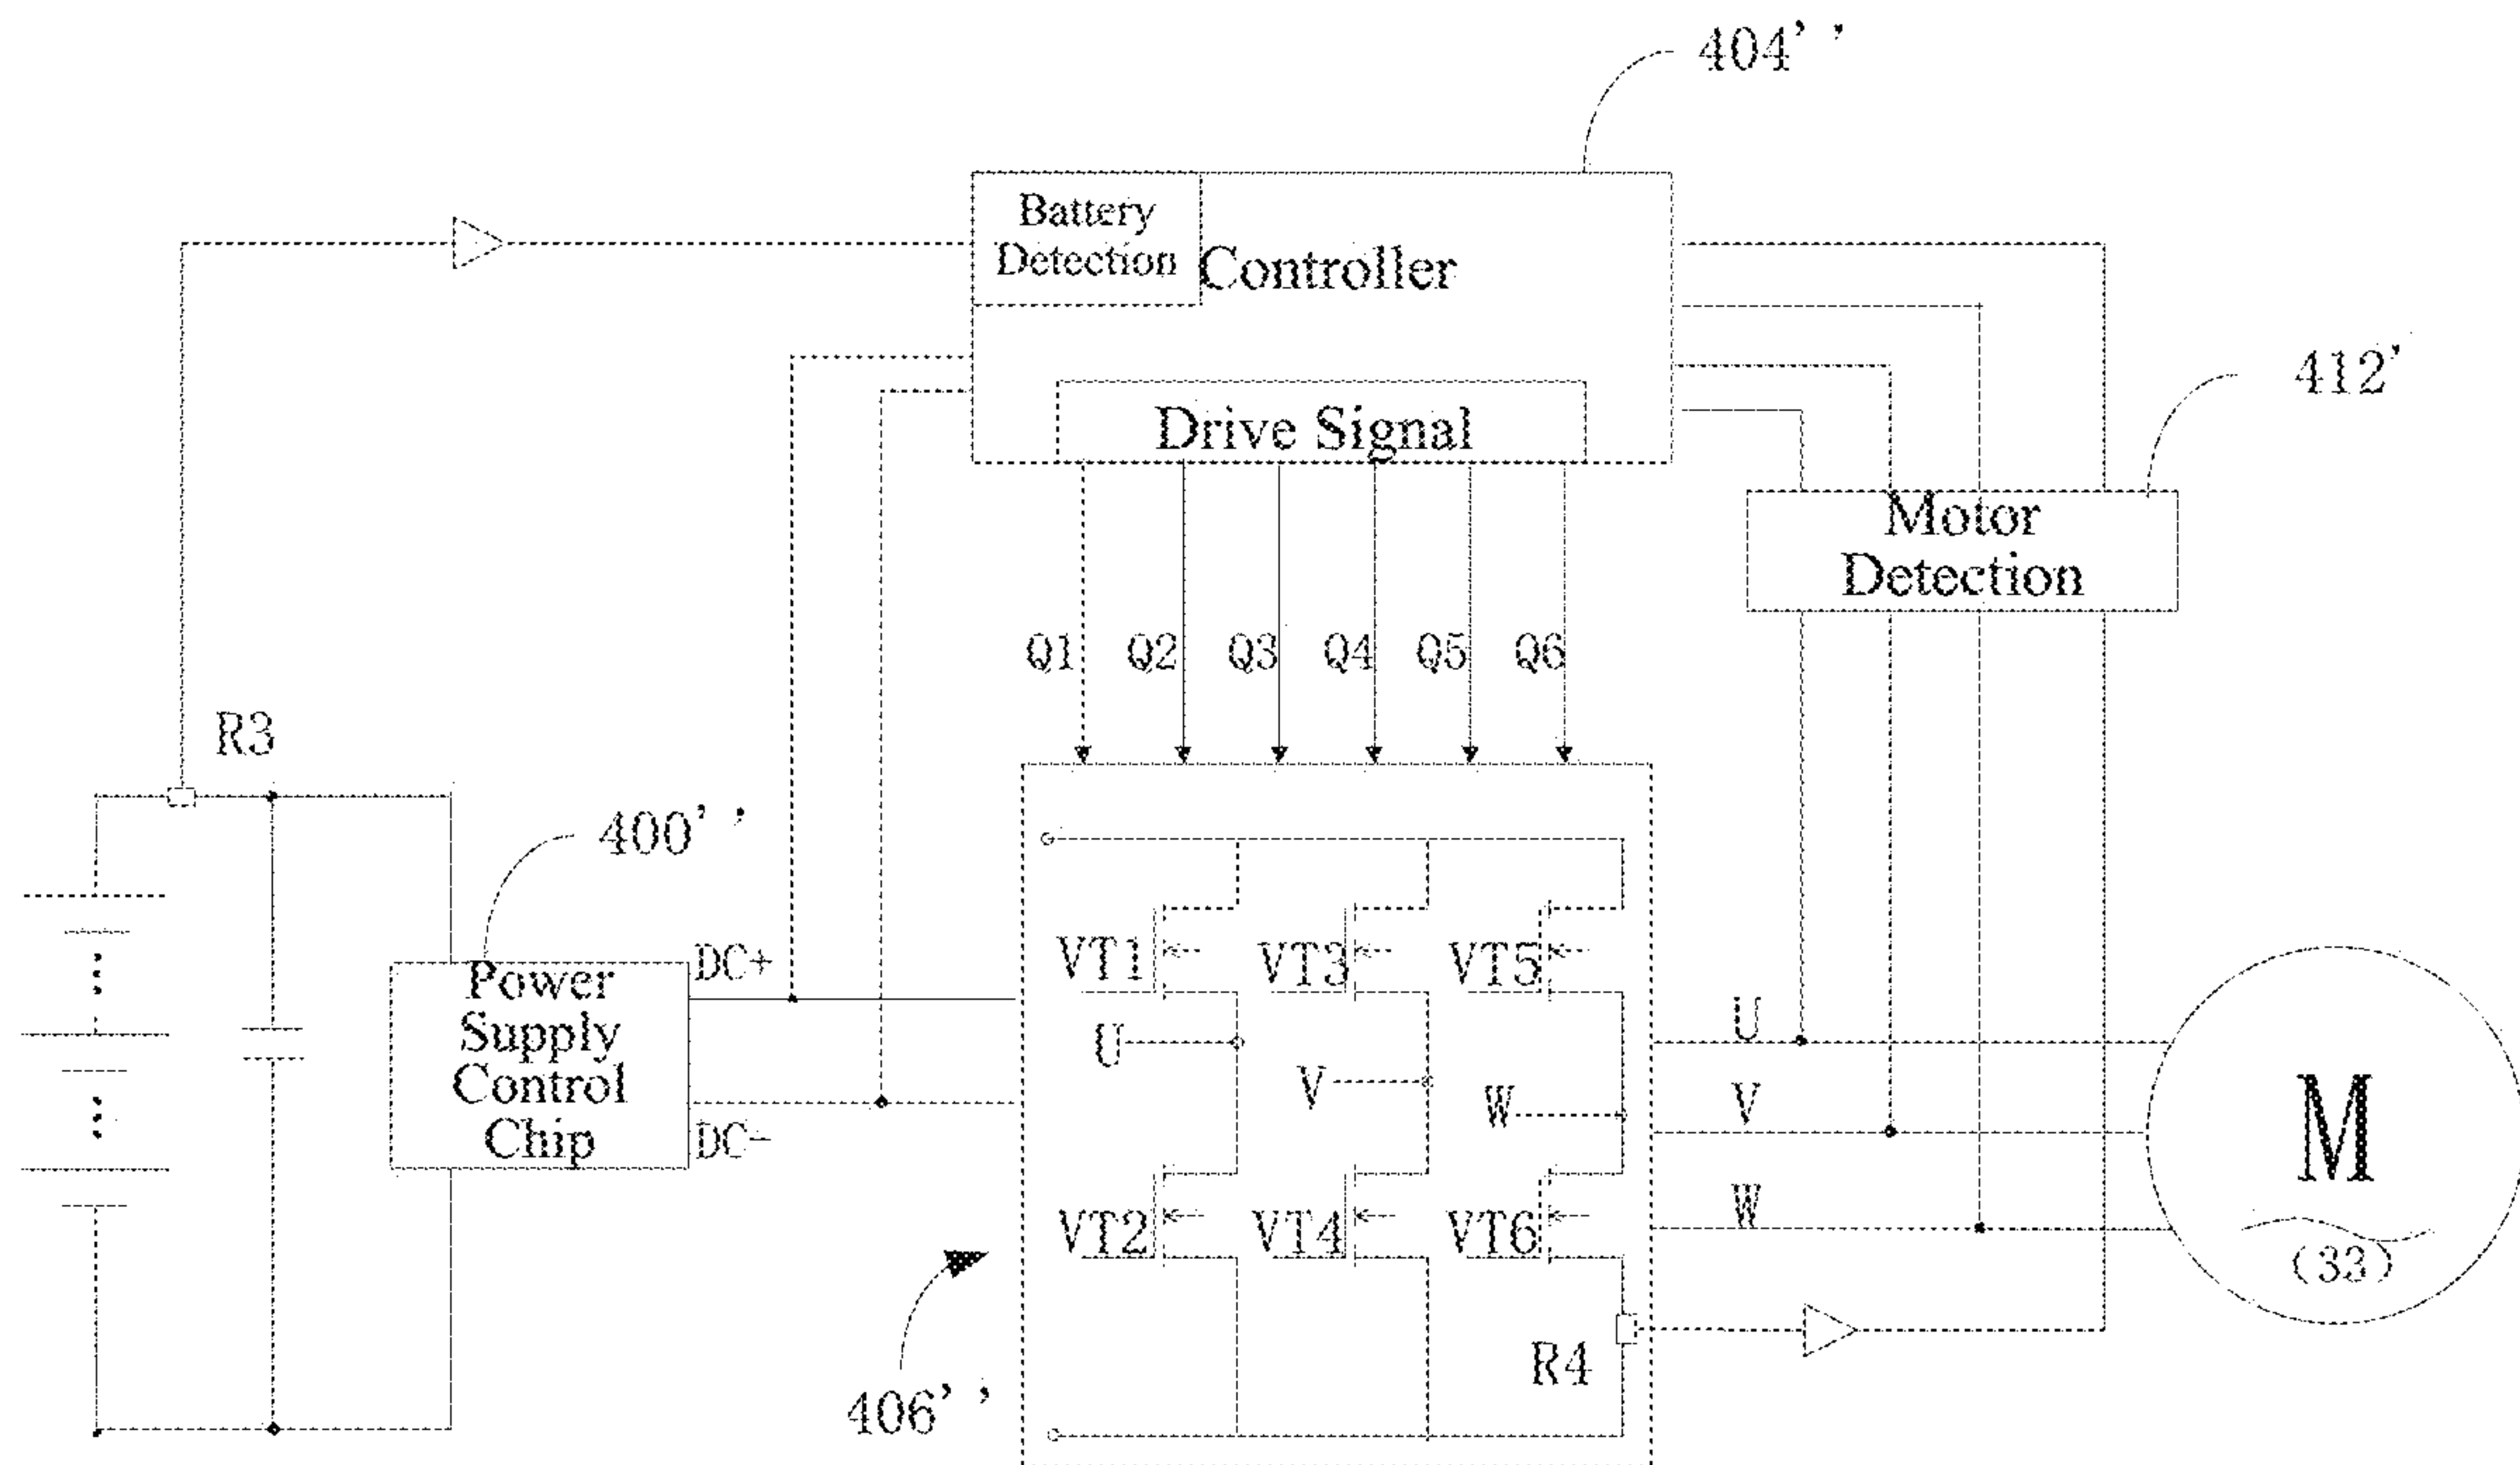 404’’
Battery
Detection
Controller
412’
Drive Signal
Motor
Detection
Q1 Q2 Q3 Q4 Q5 Q6
R3
400’’
Power
Supply
Control
Chip
DC+
DC-
VT1 VT3 VT5
U
V
W
VT2 VT4 VT6
U
V
W
M
(33)
R4
406’’